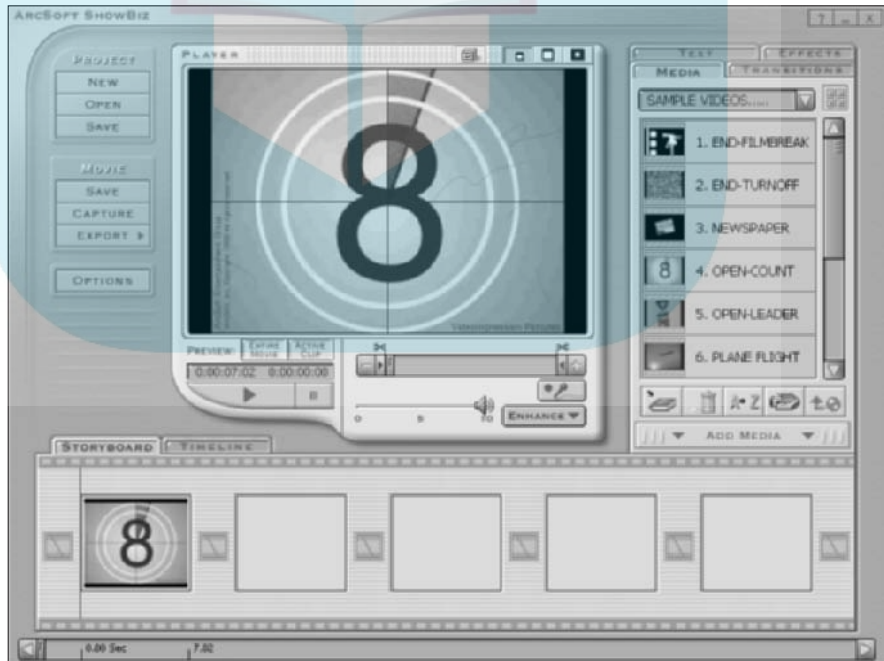 ArcSoft ShowBiz
Project
New
Open
Save
Movie
Save
Capture
Export
Options
Player
8
Preview:
Entire Movie
Active Clip
0:00:07:02 0:00:00:00
0 5 10
Enhance
Text
Effects
Media
Transitions
SAMPLE VIDEOS....
1. END-FILMBREAK
2. END-TURNOFF
3. NEWSPAPER
4. OPEN-COUNT
5. OPEN-LEADER
6. PLANE FLIGHT
A Z
Add Media
Storyboard
Timeline
8
0.00 Sec
7.02